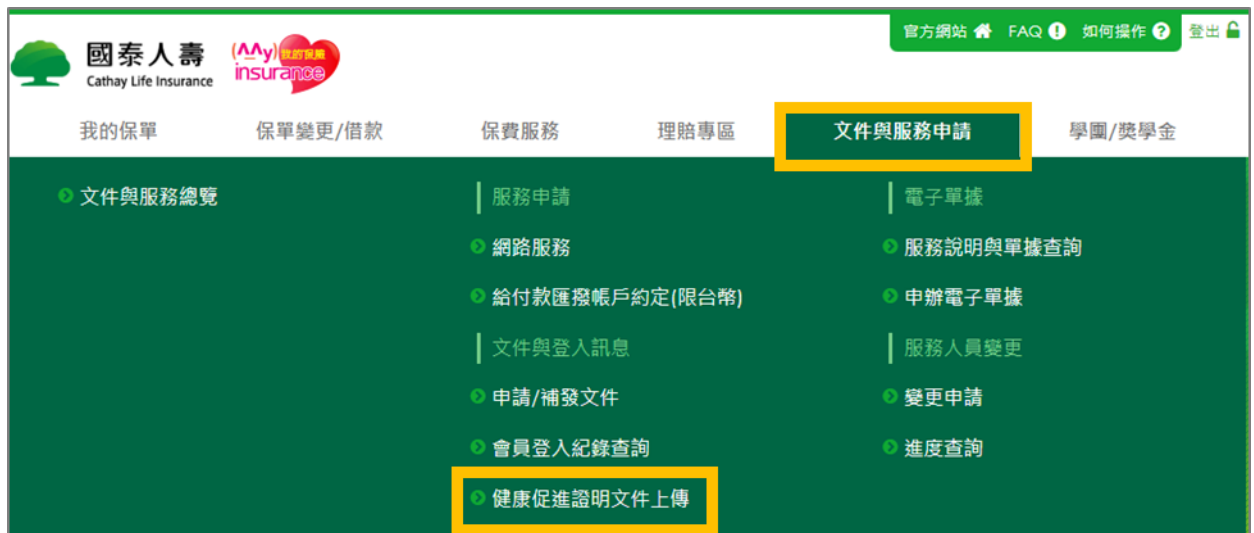 官方網站 FAQ 如何操作 登出
國泰人壽
Cathay Life Insurance
(^^y)我的保險
insurance
我的保單 保單變更/借款 保費服務 理賠專區 文件與服務申請 學團/獎學金
文件與服務總覽 服務申請 電子單據
網路服務 服務說明與單據查詢
給付款匯撥帳戶約定(限台幣) 申辦電子單據
文件與登入訊息 服務人員變更
申請/補發文件 變更申請
會員登入紀錄查詢 進度查詢
健康促進證明文件上傳